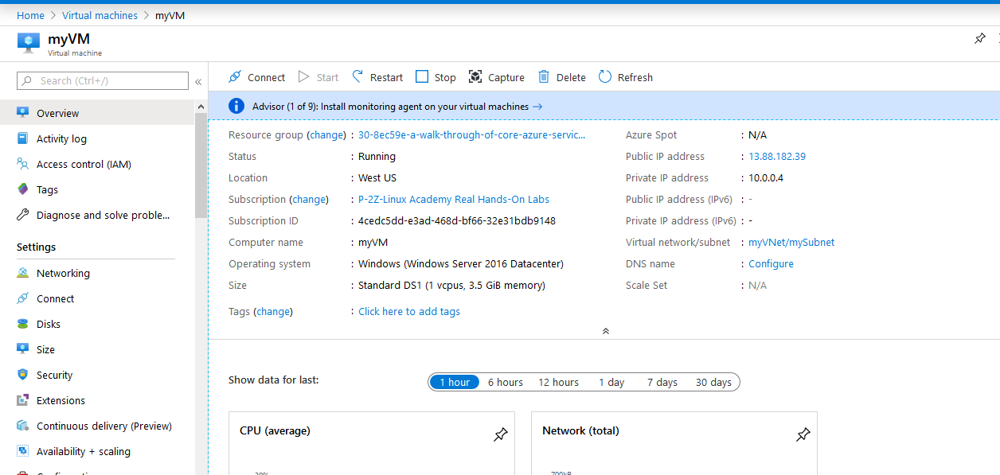 Home > Virtual machines > myVM
myVM
Virtual machine
Search (Ctrl+/)
«
Overview
Activity log
Access control (IAM)
Tags
Diagnose and solve proble...
Settings
Networking
Connect
Disks
Size
Security
Extensions
Continuous delivery (Preview)
Availability + scaling
Connect Start Restart Stop Capture Delete Refresh
Advisor (1 of 9): Install monitoring agent on your virtual machines →
Resource group (change) : 30-8ec59e-a-walk-through-of-core-azure-servic...
Status : Running
Location : West US
Subscription (change) : P-2Z-Linux Academy Real Hands-On Labs
Subscription ID : 4cedc5dd-e3ad-468d-bf66-32e31bdb9148
Computer name : myVM
Operating system : Windows (Windows Server 2016 Datacenter)
Size : Standard DS1 (1 vcpus, 3.5 GiB memory)
Tags (change) : Click here to add tags
Azure Spot : N/A
Public IP address : 13.88.182.39
Private IP address : 10.0.0.4
Public IP address (IPv6) : -
Private IP address (IPv6) : -
Virtual network/subnet : myVNet/mySubnet
DNS name : Configure
Scale Set : N/A
Show data for last: 1 hour 6 hours 12 hours 1 day 7 days 30 days
CPU (average)
Network (total)